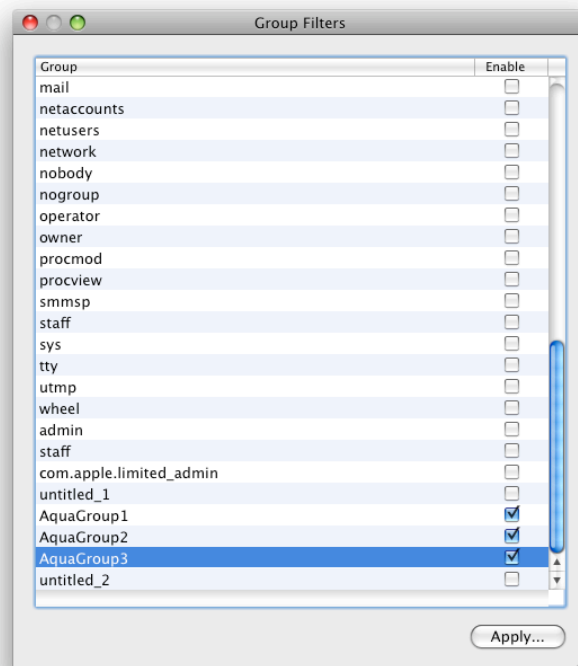 Group Filters
Group Enable
mail
netaccounts
netusers
network
nobody
nogroup
operator
owner
procmod
procview
smmsp
staff
sys
tty
utmp
wheel
admin
staff
com.apple.limited_admin
untitled_1
AquaGroup1
AquaGroup2
AquaGroup3
untitled_2
Apply...